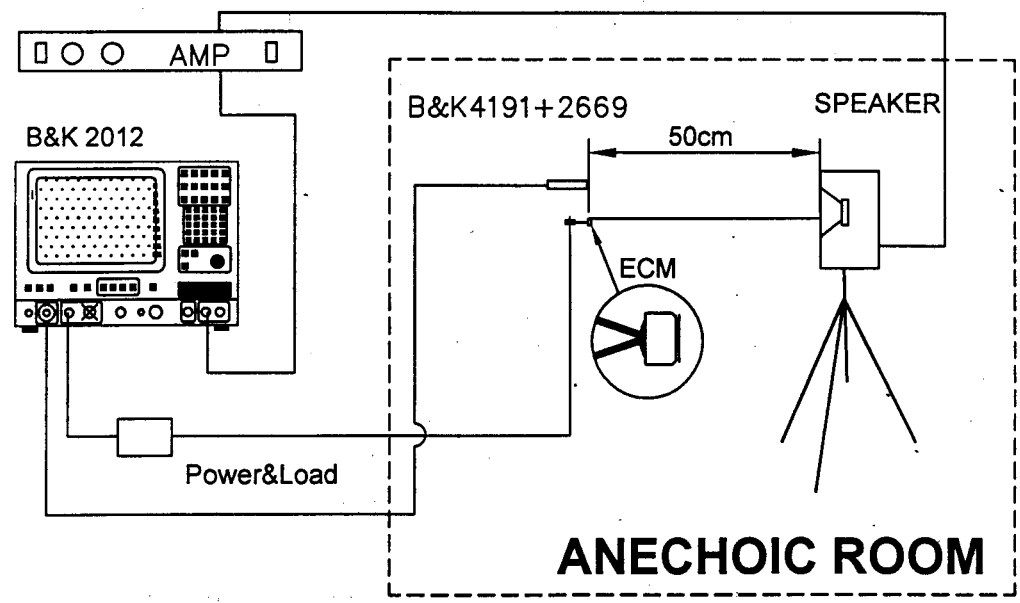 AMP
B&K 2012
B&K4191+2669
SPEAKER
50cm
ECM
Power&Load
ANECHOIC ROOM